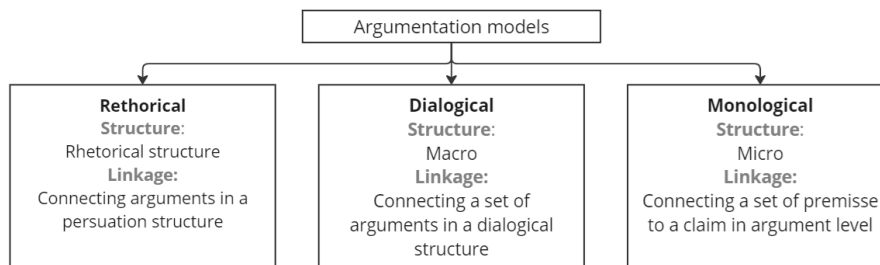 Argumentation models
Rethorical
Structure:
Rhetorical structure
Linkage:
Connecting arguments in a
persuation structure
Dialogical
Structure:
Macro
Linkage:
Connecting a set of
arguments in a dialogical
structure
Monological
Structure:
Micro
Linkage:
Connecting a set of premisse
to a claim in argument level